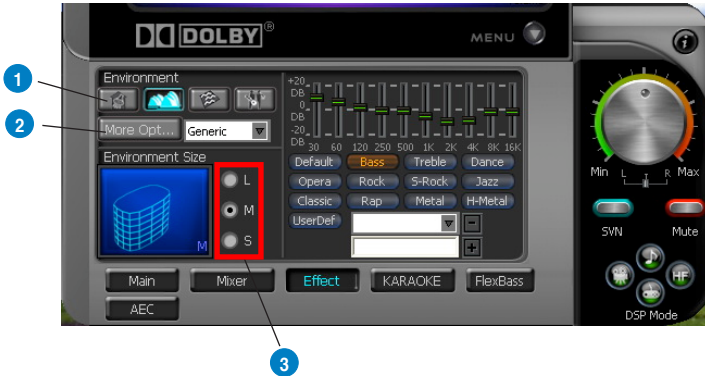 DOLBY®
MENU
i
1
Environment
+20
DB
0
DB
-20
30 60 120 250 500 1K 2K 4K 8K 16K
2
More Opt...
Generic
Environment Size
L
M
S
M
Default Bass Treble Dance
Opera Rock S-Rock Jazz
Classic Rap Metal H-Metal
UserDef
Min L R Max
SVN Mute
HF
DSP Mode
Main Mixer Effect KARAOKE FlexBass
AEC
3